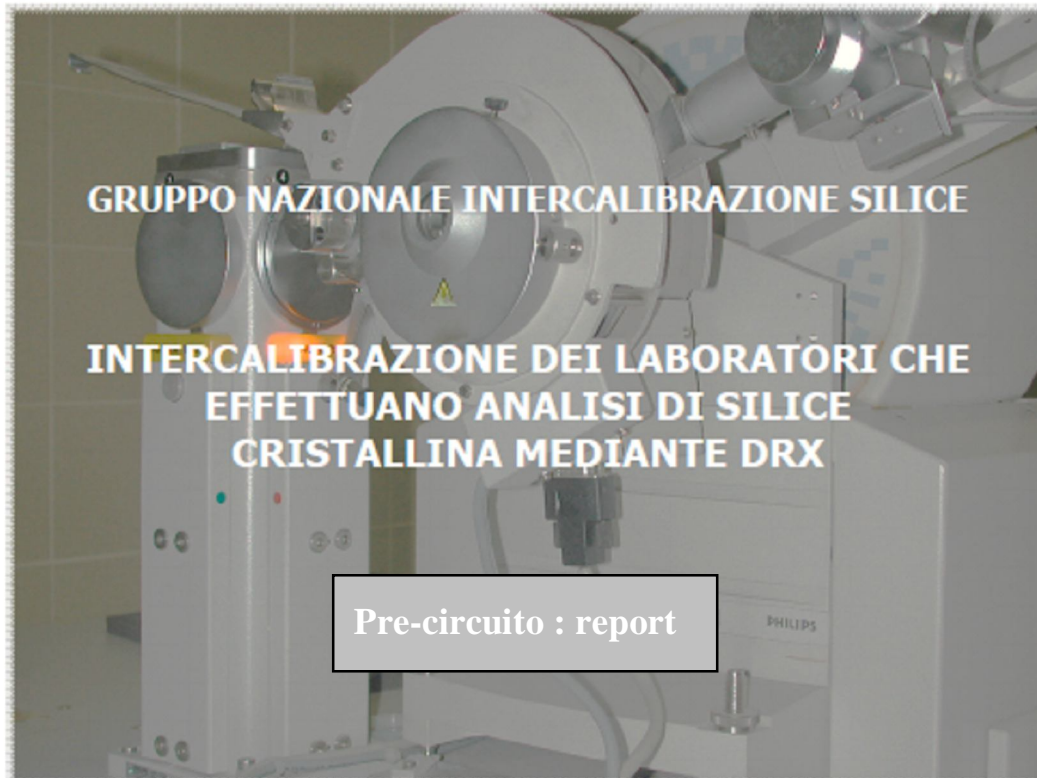 GRUPPO NAZIONALE INTERCALIBRAZIONE SILICE
INTERCALIBRAZIONE DEI LABORATORI CHE
EFFETTUANO ANALISI DI SILICE
CRISTALLINA MEDIANTE DRX
Pre-circuito : report
PHILIPS